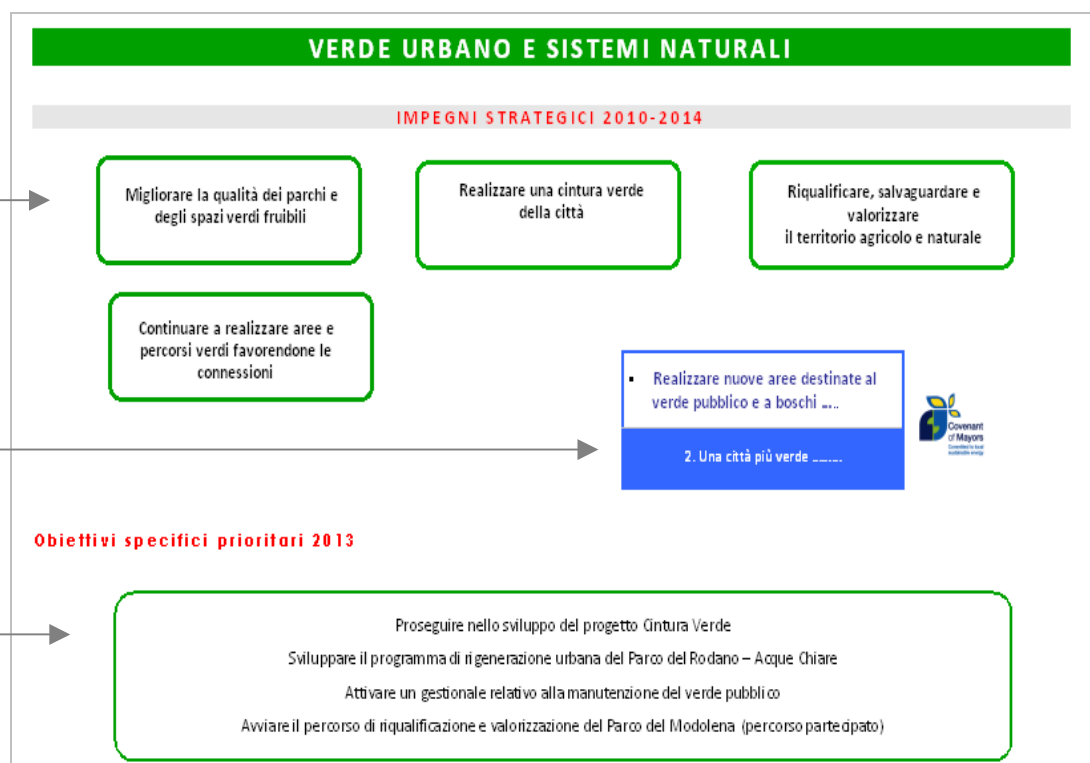 VERDE URBANO E SISTEMI NATURALI
IMPEGNI STRATEGICI 2010-2014
Migliorare la qualità dei parchi e
degli spazi verdi fruibili
Realizzare una cintura verde
della città
Riqualificare, salvaguardare e
valorizzare
il territorio agricolo e naturale
Continuare a realizzare aree e
percorsi verdi favorendone le
connessioni
▪ Realizzare nuove aree destinate al
verde pubblico e a boschi .....
2. Una città più verde ........
Covenant
of Mayors
Committed to local
sustainable energy
Obiettivi specifici prioritari 2013
Proseguire nello sviluppo del progetto Cintura Verde
Sviluppare il programma di rigenerazione urbana del Parco del Rodano – Acque Chiare
Attivare un gestionale relativo alla manutenzione del verde pubblico
Avviare il percorso di riqualificazione e valorizzazione del Parco del Modolena (percorso partecipato)